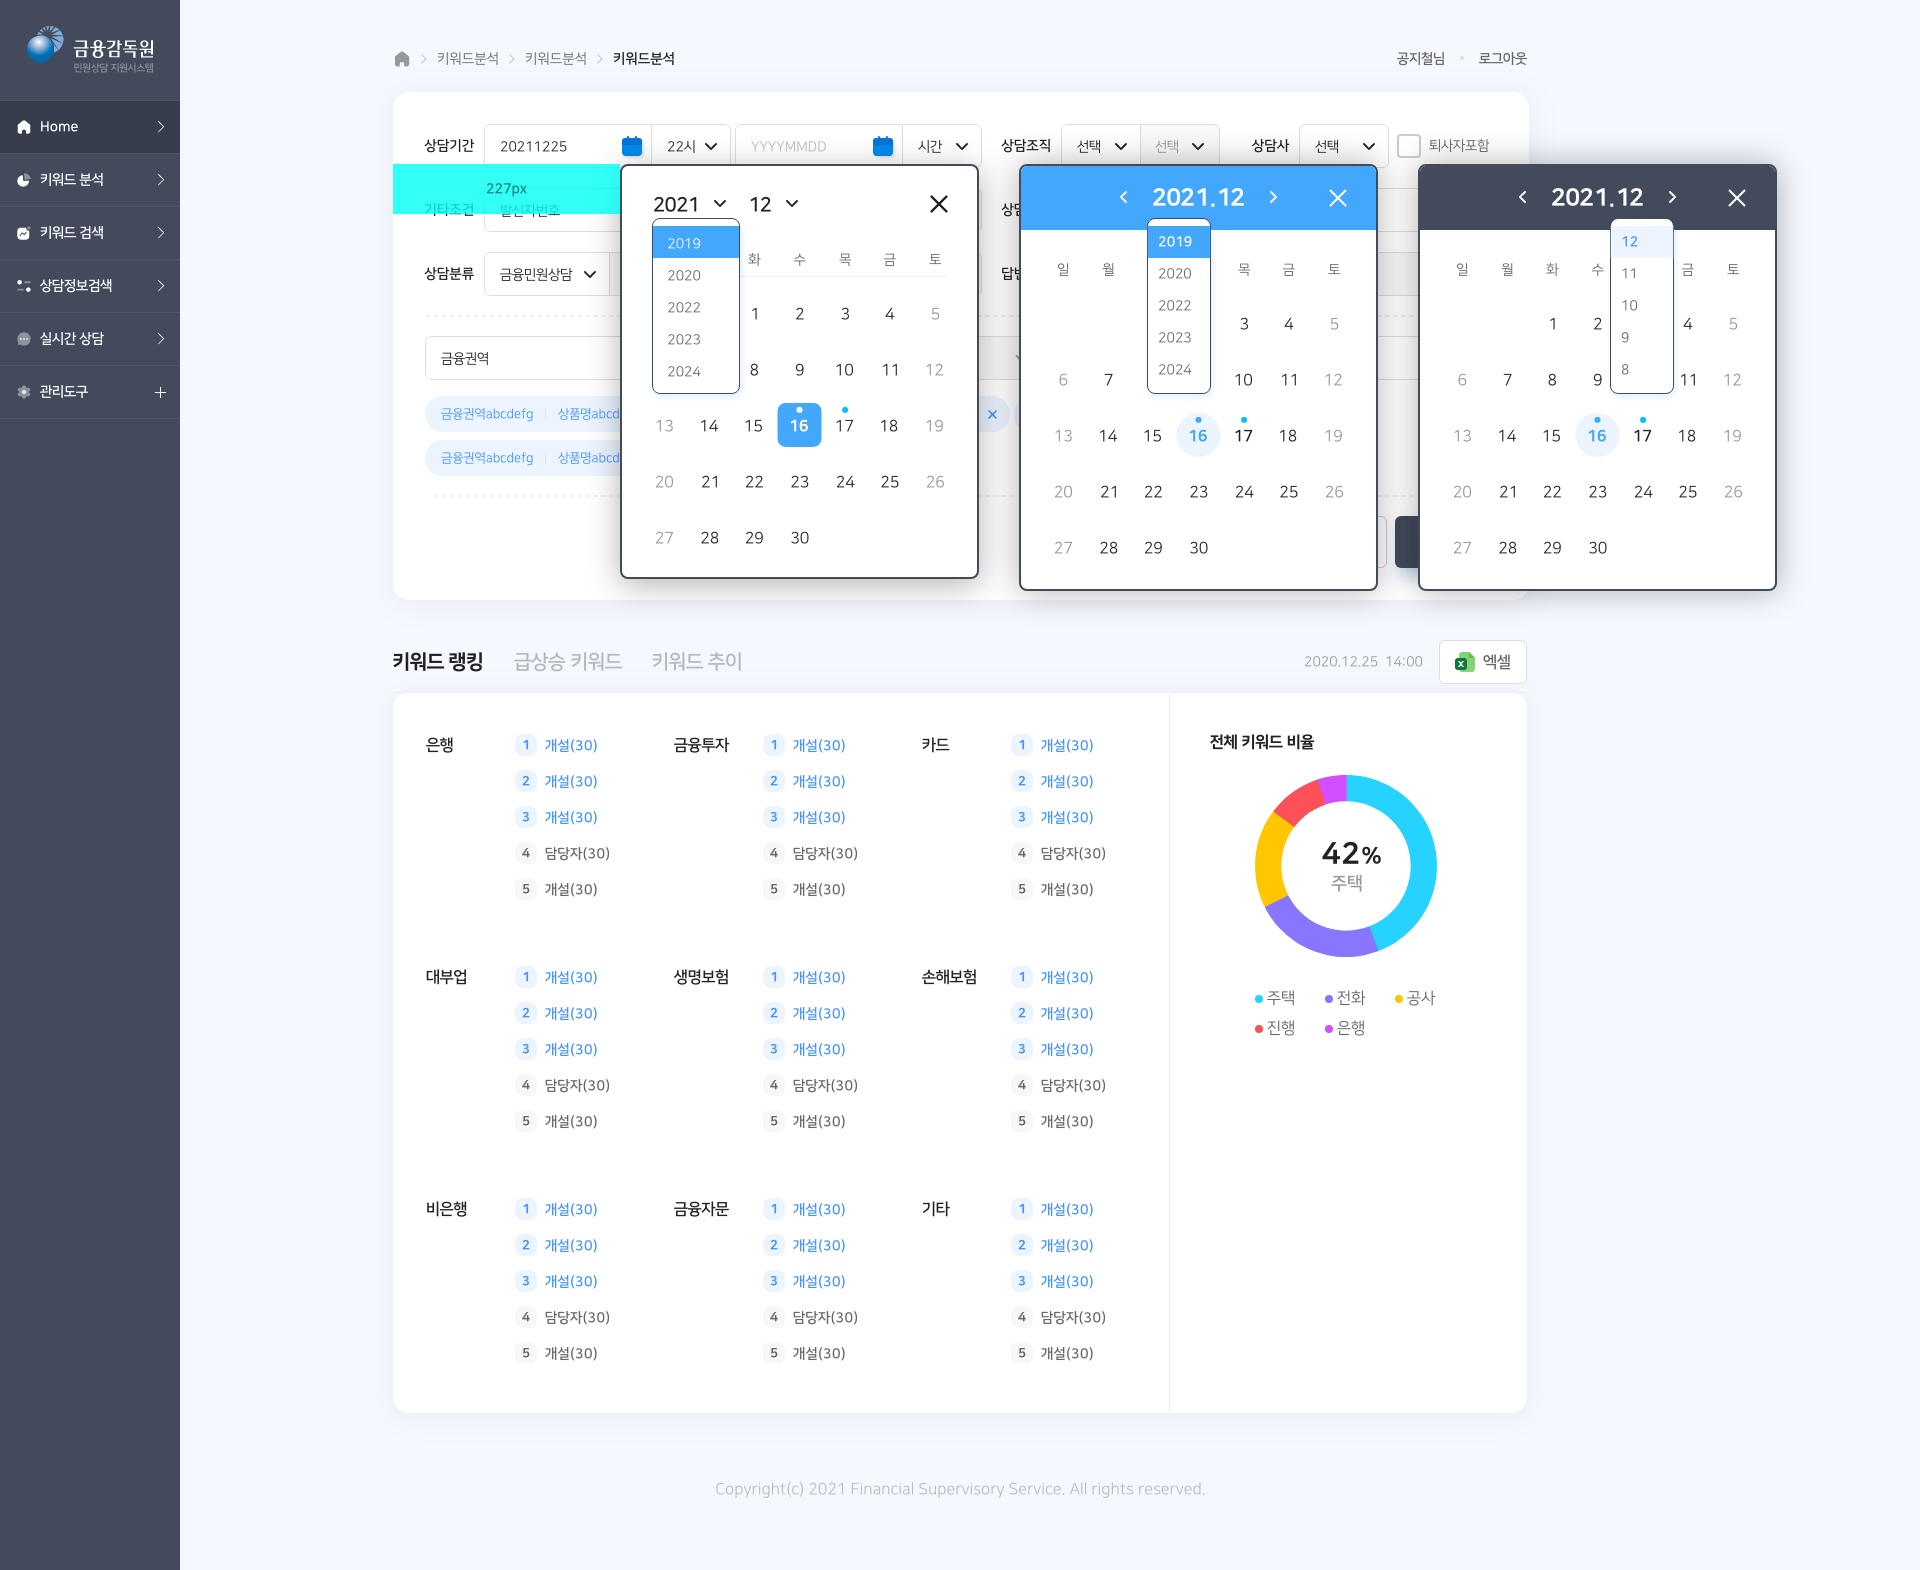 금융감독원
민원상담 지원시스템
Home
키워드 분석
키워드 검색
상담정보검색
실시간 상담
관리도구
키워드분석 키워드분석 키워드분석
공지철님 로그아웃
상담기간 20211225 22시 YYYYMMDD 시간 상담조직 선택 선택 상담사 선택 퇴사자포함
227px
기타조건 발신자번호
상담분류 금융민원상담
금융권역
금융권역abcdefg 상품명abcd
금융권역abcdefg 상품명abcd
2021 12
2019
2020
2022
2023
2024
화 수 목 금 토
1 2 3 4 5
8 9 10 11 12
13 14 15 16 17 18 19
20 21 22 23 24 25 26
27 28 29 30
2021.12
2019
2020
2022
2023
2024
일 월 목 금 토
3 4 5
6 7 10 11 12
13 14 15 16 17 18 19
20 21 22 23 24 25 26
27 28 29 30
2021.12
12
11
10
9
8
일 월 화 수 금 토
1 2 4 5
6 7 8 9 11 12
13 14 15 16 17 18 19
20 21 22 23 24 25 26
27 28 29 30
키워드 랭킹 급상승 키워드 키워드 추이
2020.12.25 14:00 엑셀
은행
1 개설(30)
2 개설(30)
3 개설(30)
4 담당자(30)
5 개설(30)
금융투자
1 개설(30)
2 개설(30)
3 개설(30)
4 담당자(30)
5 개설(30)
카드
1 개설(30)
2 개설(30)
3 개설(30)
4 담당자(30)
5 개설(30)
대부업
1 개설(30)
2 개설(30)
3 개설(30)
4 담당자(30)
5 개설(30)
생명보험
1 개설(30)
2 개설(30)
3 개설(30)
4 담당자(30)
5 개설(30)
손해보험
1 개설(30)
2 개설(30)
3 개설(30)
4 담당자(30)
5 개설(30)
비은행
1 개설(30)
2 개설(30)
3 개설(30)
4 담당자(30)
5 개설(30)
금융자문
1 개설(30)
2 개설(30)
3 개설(30)
4 담당자(30)
5 개설(30)
기타
1 개설(30)
2 개설(30)
3 개설(30)
4 담당자(30)
5 개설(30)
전체 키워드 비율
42%
주택
주택 전화 공사
진행 은행
Copyright(c) 2021 Financial Supervisory Service. All rights reserved.